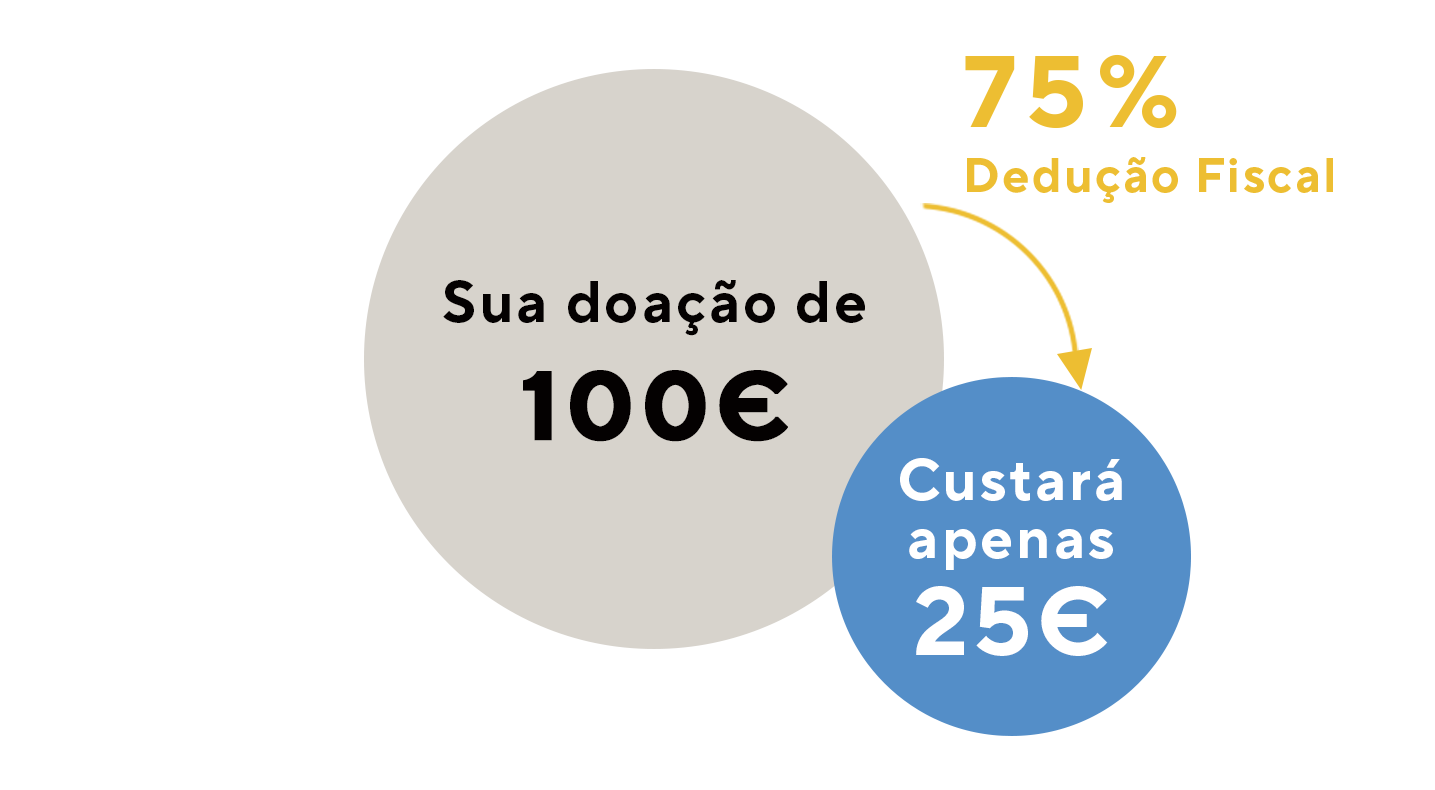 75%
Dedução Fiscal
Sua doação de
100€
Custará
apenas
25€